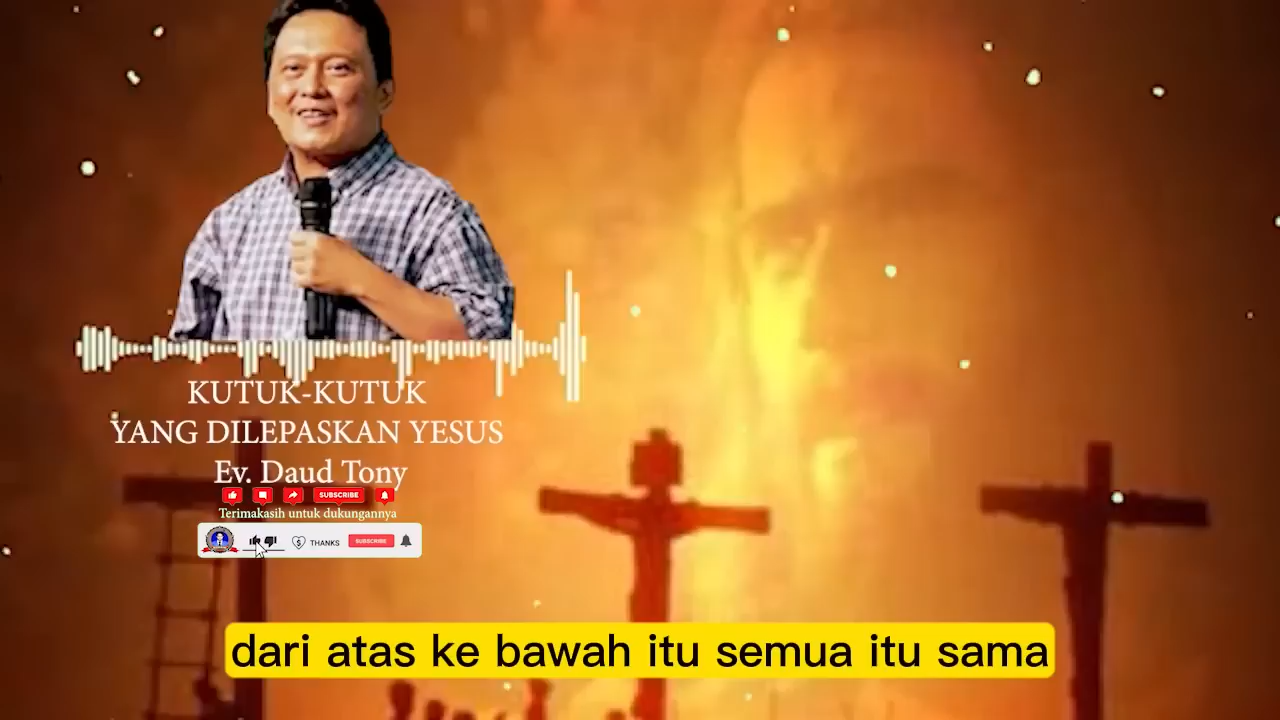 KUTUK-KUTUK
YANG DILEPASKAN YESUS
Ev. Daud Tony
SUBSCRIBE
Terimakasih untuk dukungannya
THANKS
SUBSCRIBE
dari atas ke bawah itu semua itu sama